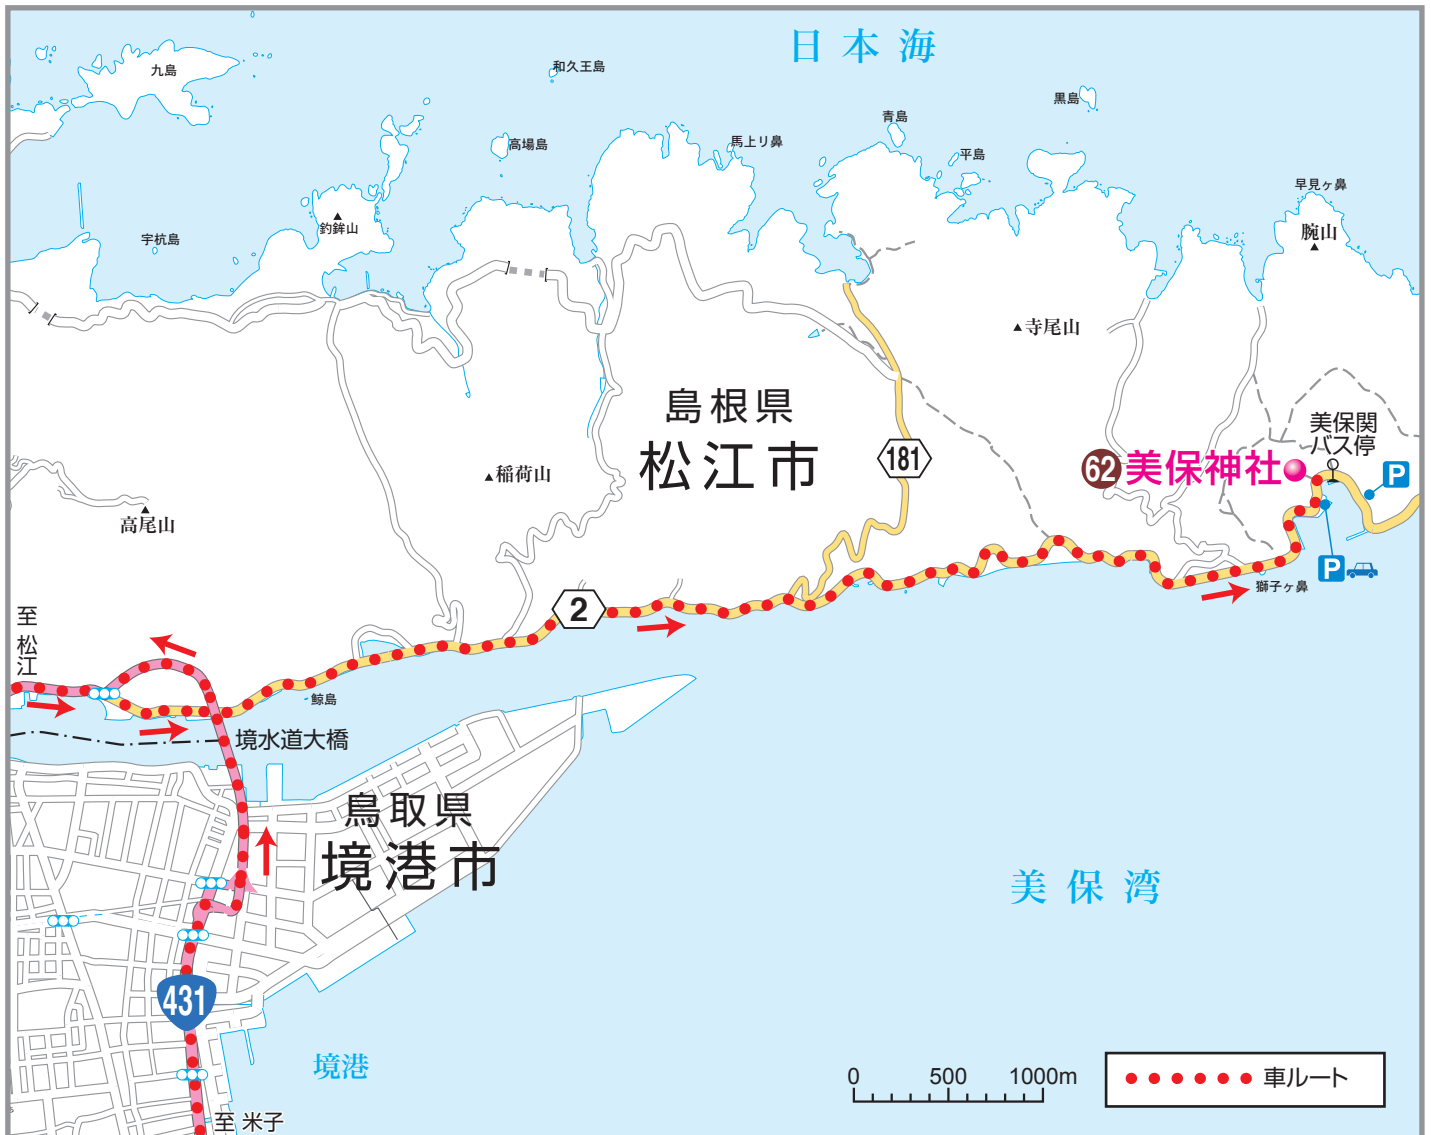 日本海
九島
和久王島
黒島
青島
高場島
馬上リ鼻
平島
早見ヶ鼻
釣鉾山
腕山
宇杭島
寺尾山
島根県
松江市
美保関
バス停
181
62 美保神社
P
稲荷山
高尾山
P
獅子ヶ鼻
2
至 松江
鯨島
境水道大橋
鳥取県
境港市
美保湾
431
境港
0 500 1000m
車ルート
至 米子